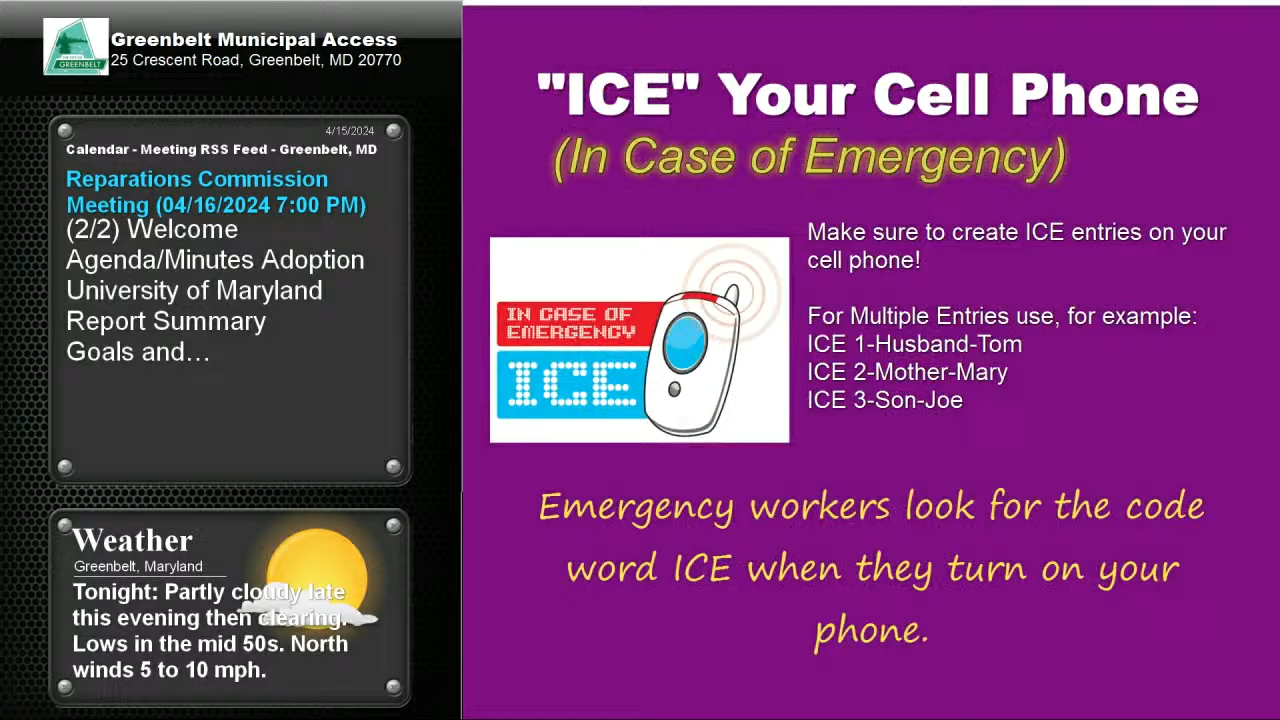 Greenbelt Municipal Access
25 Crescent Road, Greenbelt, MD 20770
4/15/2024
Calendar - Meeting RSS Feed - Greenbelt, MD
Reparations Commission
Meeting (04/16/2024 7:00 PM)
(2/2) Welcome
Agenda/Minutes Adoption
University of Maryland
Report Summary
Goals and…
Weather
Greenbelt, Maryland
Tonight: Partly cloudy late
this evening then clearing.
Lows in the mid 50s. North
winds 5 to 10 mph.
"ICE" Your Cell Phone
(In Case of Emergency)
IN CASE OF
EMERGENCY
ICE
Make sure to create ICE entries on your
cell phone!
For Multiple Entries use, for example:
ICE 1-Husband-Tom
ICE 2-Mother-Mary
ICE 3-Son-Joe
Emergency workers look for the code
word ICE when they turn on your
phone.